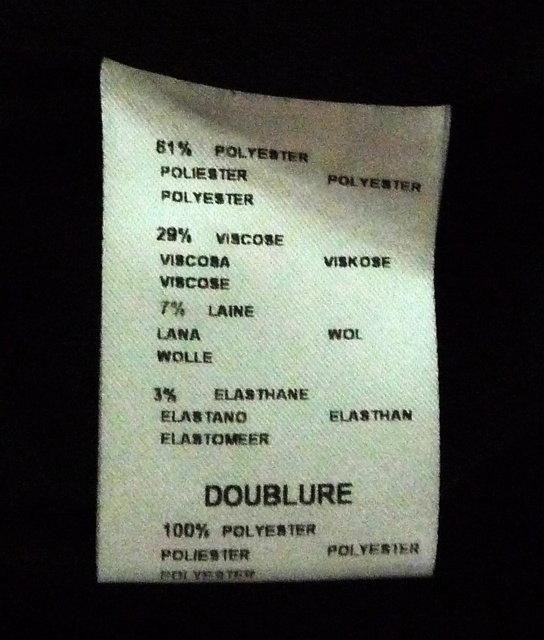 61% POLYESTER
POLIESTER POLYESTER
POLYESTER
29% VISCOSE
VISCOSA VISKOSE
VISCOSE
7% LAINE
LANA WOL
WOLLE
3% ELASTHANE
ELASTANO ELASTHAN
ELASTOMEER
DOUBLURE
100% POLYESTER
POLIESTER POLYESTER
POLYESTER